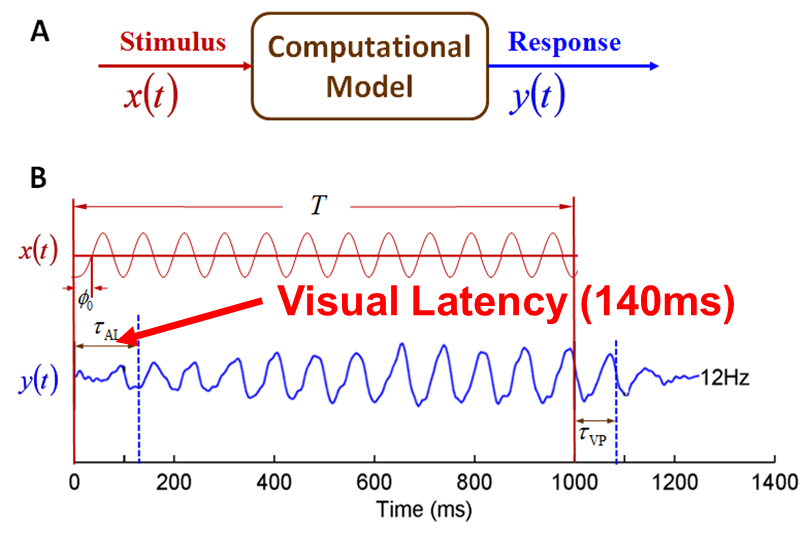 A
Stimulus
x(t)
Computational
Model
Response
y(t)
B
T
x(t)
ϕ0
Visual Latency (140ms)
τAL
y(t)
12Hz
τVP
0 200 400 600 800 1000 1200 1400
Time (ms)